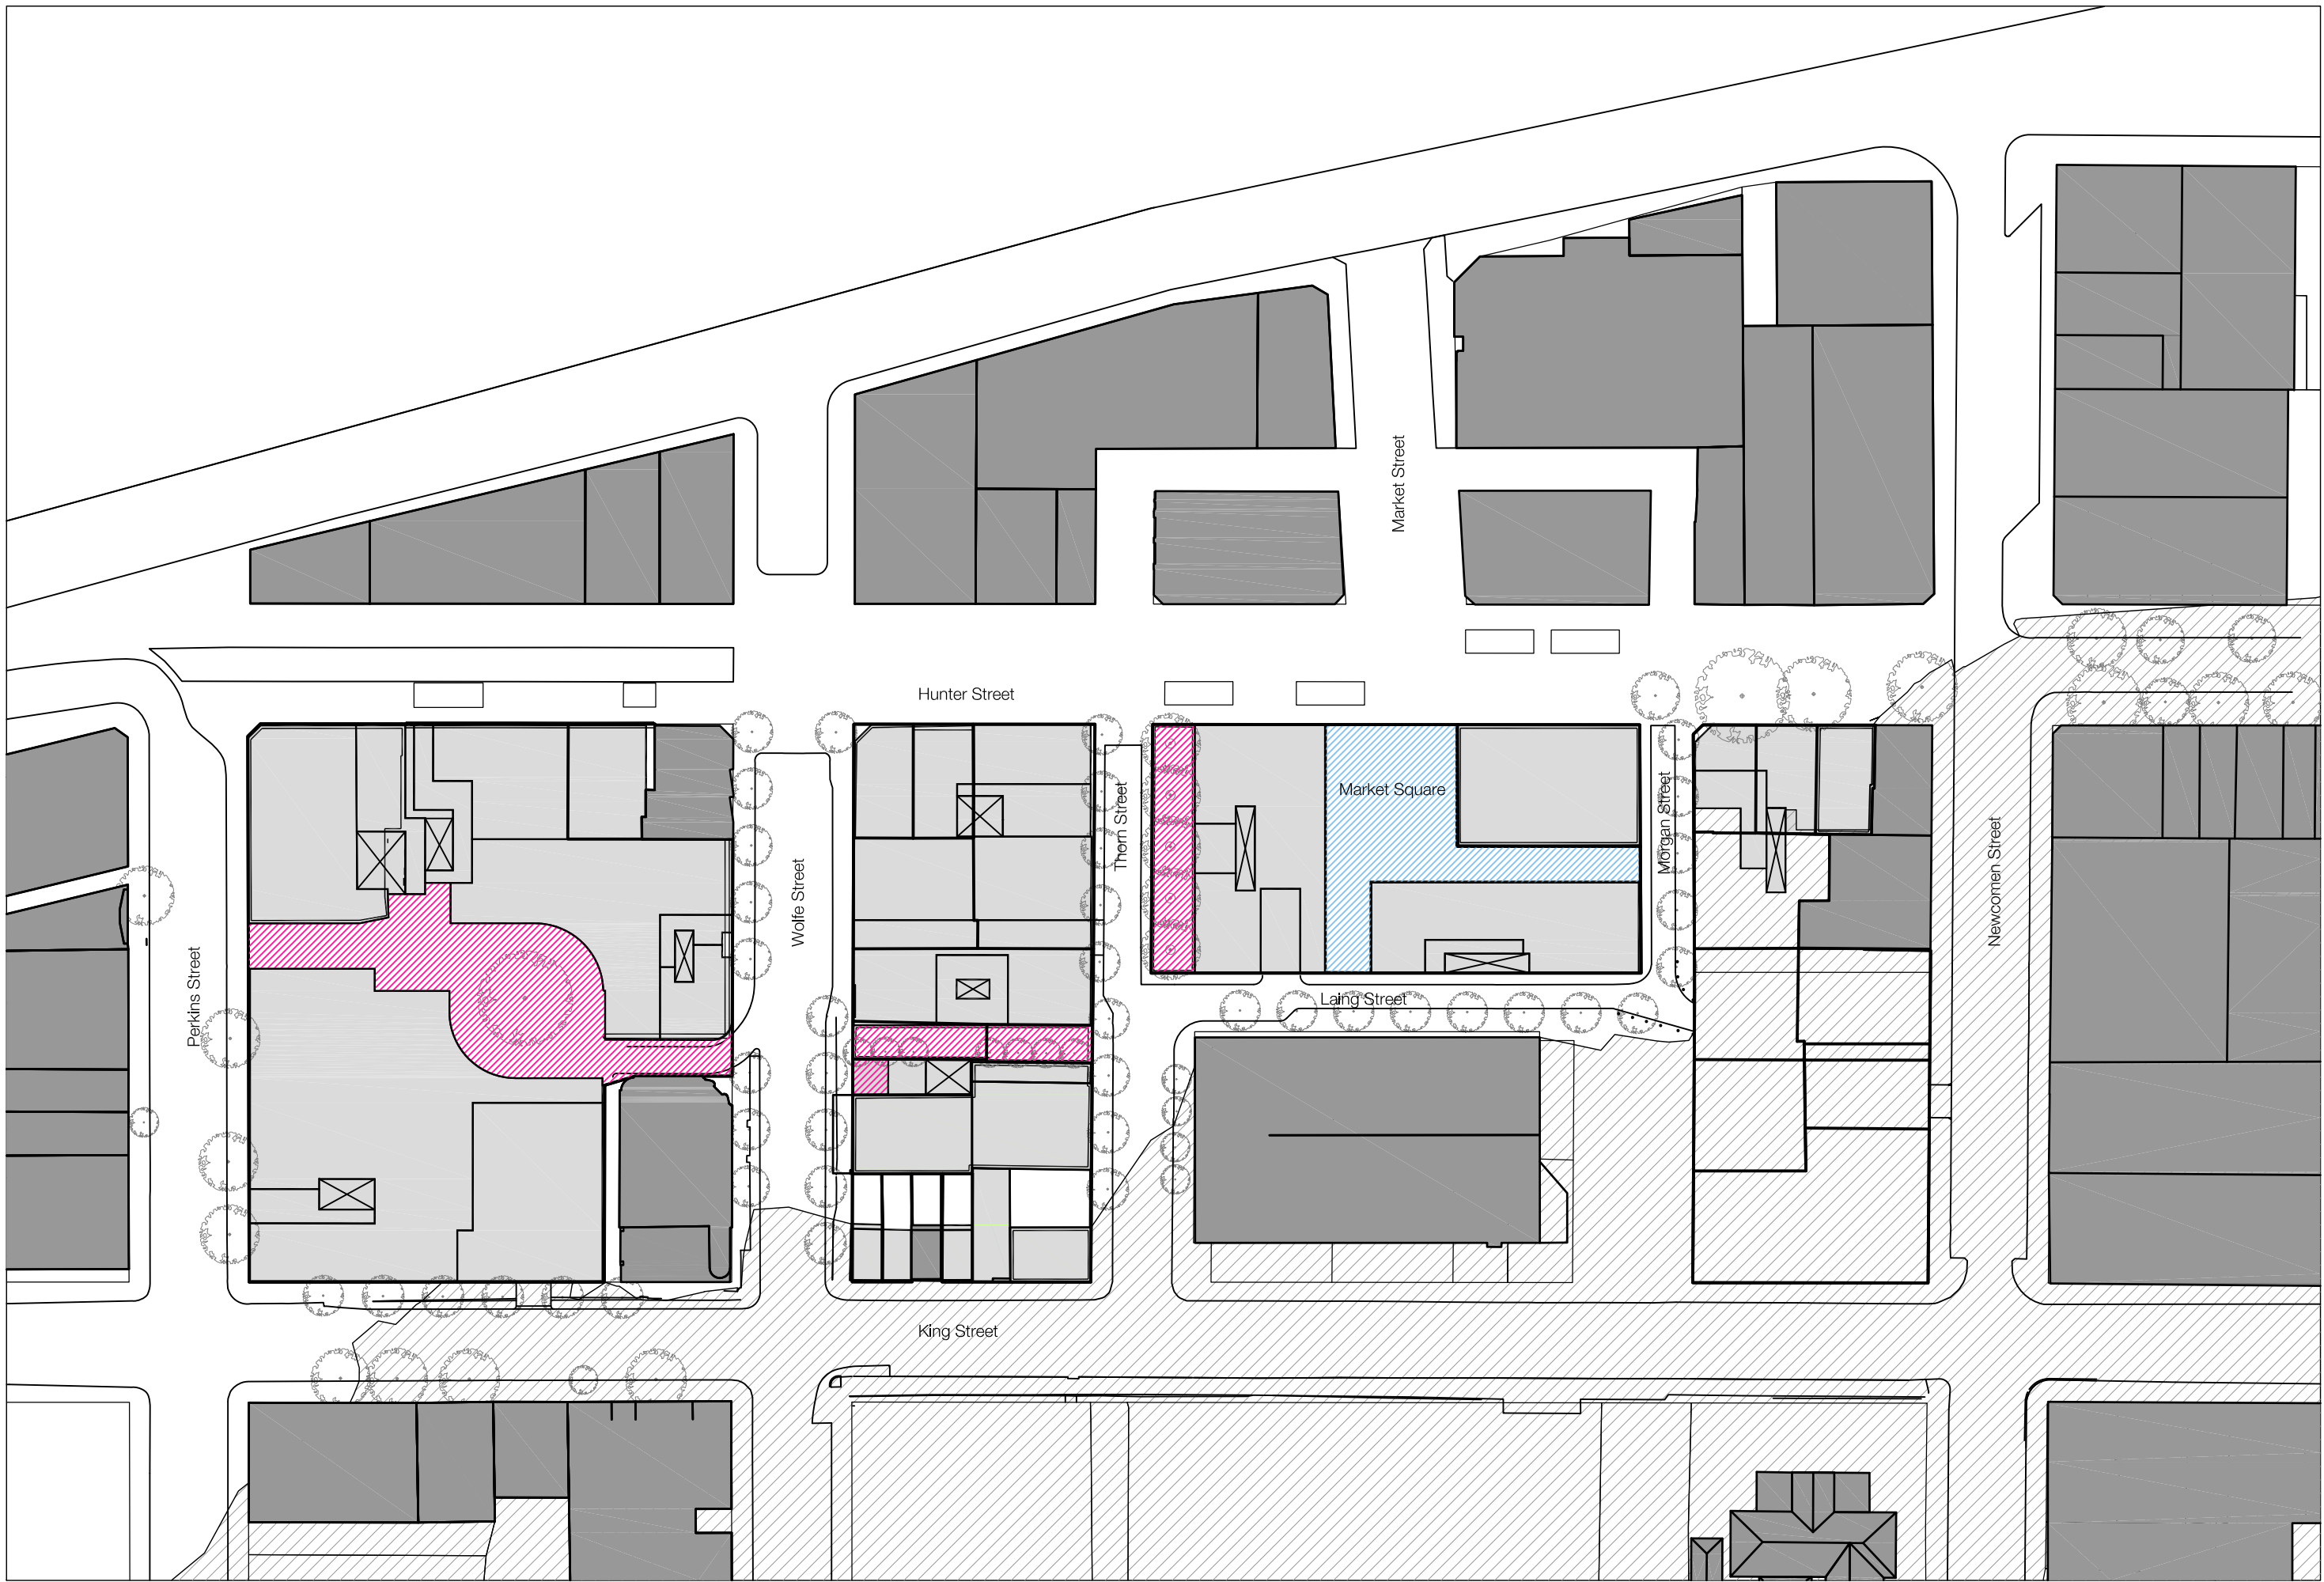 Market Street
Hunter Street
Market Square
Thorn Street
Morgan Street
Wolfe Street
Newcomen Street
Perkins Street
Laing Street
King Street